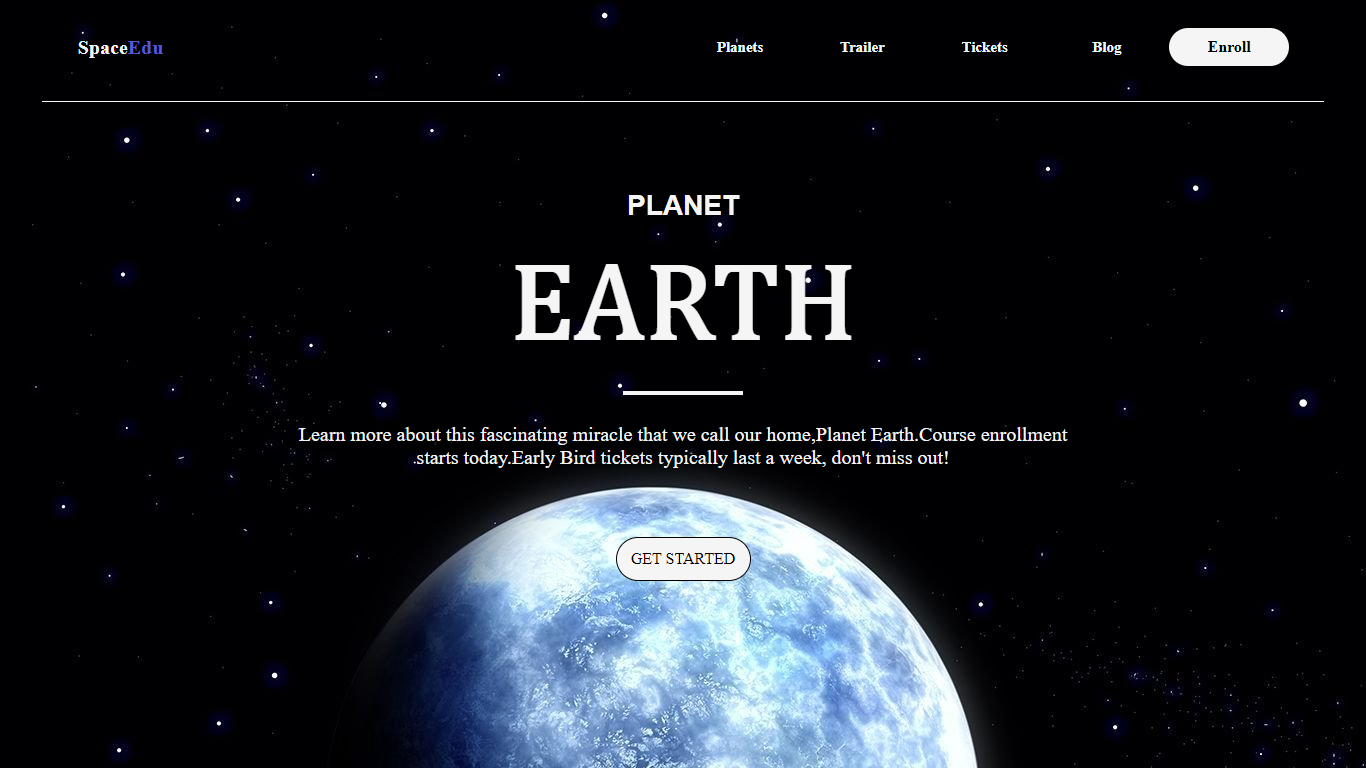 SpaceEdu
Planets Trailer Tickets Blog Enroll
PLANET
EARTH
Learn more about this fascinating miracle that we call our home,Planet Earth.Course enrollment
starts today.Early Bird tickets typically last a week, don't miss out!
GET STARTED